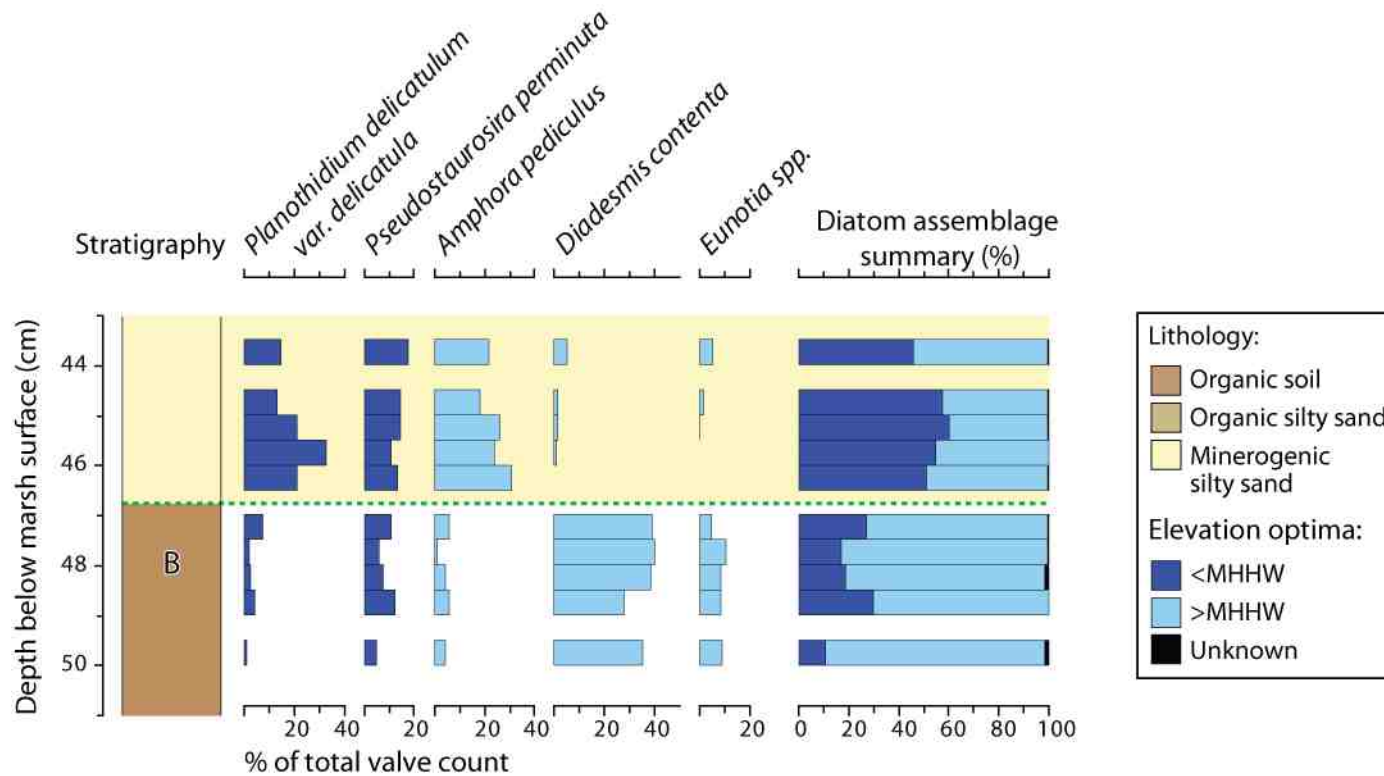 Planothidium delicatulum
var. delicatula
Pseudostaurosira perminuta
Amphora pediculus
Diadesmis contenta
Eunotia spp.
Stratigraphy
Diatom assemblage
summary (%)
Depth below marsh surface (cm)
44
46
48
50
B
20 40
20
20 40
20 40
20
0 20 40 60 80 100
% of total valve count
Lithology:
Organic soil
Organic silty sand
Minerogenic
silty sand
Elevation optima:
<MHHW
>MHHW
Unknown